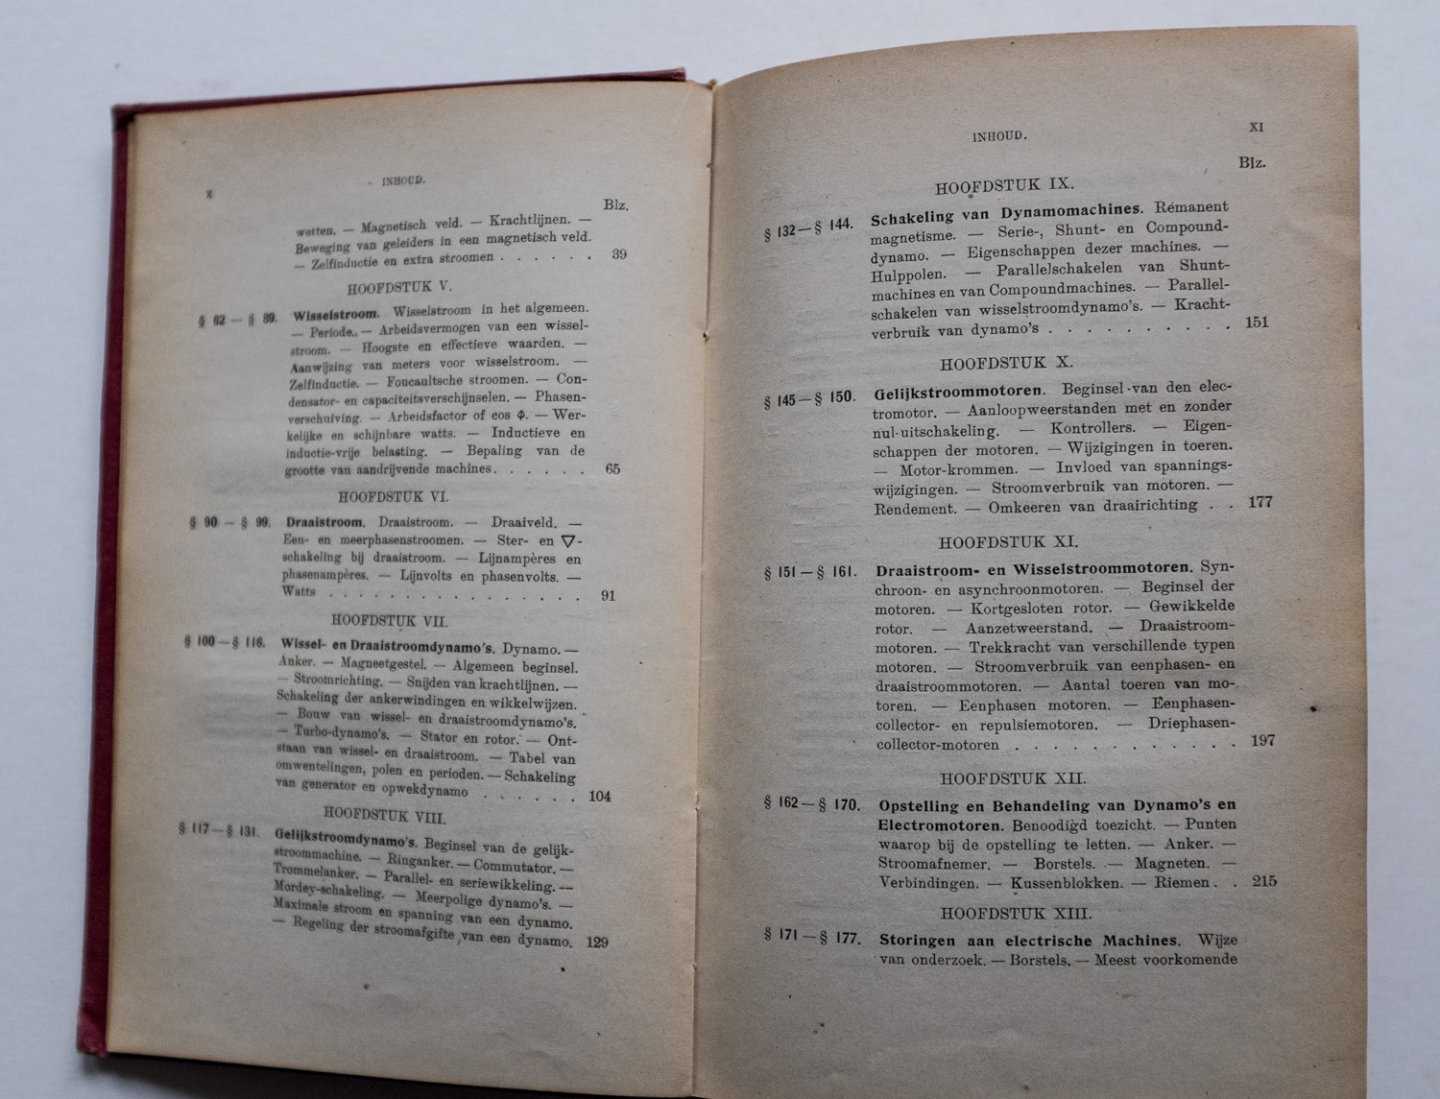 X
INHOUD.
Blz.
wetten. — Magnetisch veld. — Krachtlijnen. —
Beweging van geleiders in een magnetisch veld.
— Zelfinductie en extra stroomen . . . . . . 39
HOOFDSTUK V.
§ 62 — § 89. Wisselstroom. Wisselstroom in het algemeen.
— Periode. — Arbeidsvermogen van een wissel-
stroom. — Hoogste en effectieve waarden. —
Aanwijzing van meters voor wisselstroom. —
Zelfinductie. — Foucaultsche stroomen. — Con-
densator- en capaciteitsverschijnselen. — Phasen-
verschuiving. — Arbeidsfactor of cos Φ. — Wer-
kelijke en schijnbare watts. — Inductieve en
inductie-vrije belasting. — Bepaling van de
grootte van aandrijvende machines. . . . . . 65
HOOFDSTUK VI.
§ 90 — § 99. Draaistroom. Draaistroom. — Draaiveld. —
Een- en meerphasenstroomen. — Ster- en ▽-
schakeling bij draaistroom. — Lijnampères en
phasenampères. — Lijnvolts en phasenvolts. —
Watts . . . . . . . . . . . . . . 91
HOOFDSTUK VII.
§ 100 — § 116. Wissel- en Draaistroomdynamo's. Dynamo. —
Anker. — Magneetgestel. — Algemeen beginsel.
— Stroomrichting. — Snijden van krachtlijnen. —
Schakeling der ankerwindingen en wikkelwijzen.
— Bouw van wissel- en draaistroomdynamo's.
— Turbo-dynamo's. — Stator en rotor. — Ont-
staan van wissel- en draaistroom. — Tabel van
omwentelingen, polen en perioden. — Schakeling
van generator en opwekdynamo . . . . . . 104
HOOFDSTUK VIII.
§ 117 — § 131. Gelijkstroomdynamo's. Beginsel van de gelijk-
stroommachine. — Ringanker. — Commutator. —
Trommelanker. — Parallel- en seriewikkeling. —
Mordey-schakeling. — Meerpolige dynamo's. —
Maximale stroom en spanning van een dynamo.
— Regeling der stroomafgifte van een dynamo. 129
INHOUD.
XI
Blz.
HOOFDSTUK IX.
§ 132 — § 144. Schakeling van Dynamomachines. Remanent
magnetisme. — Serie-, Shunt- en Compound-
dynamo. — Eigenschappen dezer machines. —
Hulppolen. — Parallelschakelen van Shunt-
machines en van Compoundmachines. — Parallel-
schakelen van wisselstroomdynamo's. — Kracht-
verbruik van dynamo's . . . . . . . . . . 151
HOOFDSTUK X.
§ 145 — § 150. Gelijkstroommotoren. Beginsel van den elec-
tromotor. — Aanloopweerstanden met en zonder
nul-uitschakeling. — Kontrollers. — Eigen-
schappen der motoren. — Wijzigingen in toeren.
— Motor-krommen. — Invloed van spannings-
wijzigingen. — Stroomverbruik van motoren. —
Rendement. — Omkeeren van draairichting . . 177
HOOFDSTUK XI.
§ 151 — § 161. Draaistroom- en Wisselstroommotoren. Syn-
chroon- en asynchroonmotoren. — Beginsel der
motoren. — Kortgesloten rotor. — Gewikkelde
rotor. — Aanzetweerstand. — Draaistroom-
motoren. — Trekkracht van verschillende typen
motoren. — Stroomverbruik van eenphasen- en
draaistroommotoren. — Aantal toeren van mo-
toren. — Eenphasen motoren. — Eenphasen-
collector- en repulsiemotoren. — Driephasen-
collector-motoren . . . . . . . . . . . . 197
HOOFDSTUK XII.
§ 162 — § 170. Opstelling en Behandeling van Dynamo's en
Electromotoren. Benoodigd toezicht. — Punten
waarop bij de opstelling te letten. — Anker. —
Stroomafnemer. — Borstels. — Magneten. —
Verbindingen. — Kussenblokken. — Riemen . . 215
HOOFDSTUK XIII.
§ 171 — § 177. Storingen aan electrische Machines. Wijze
van onderzoek. — Borstels. — Meest voorkomende